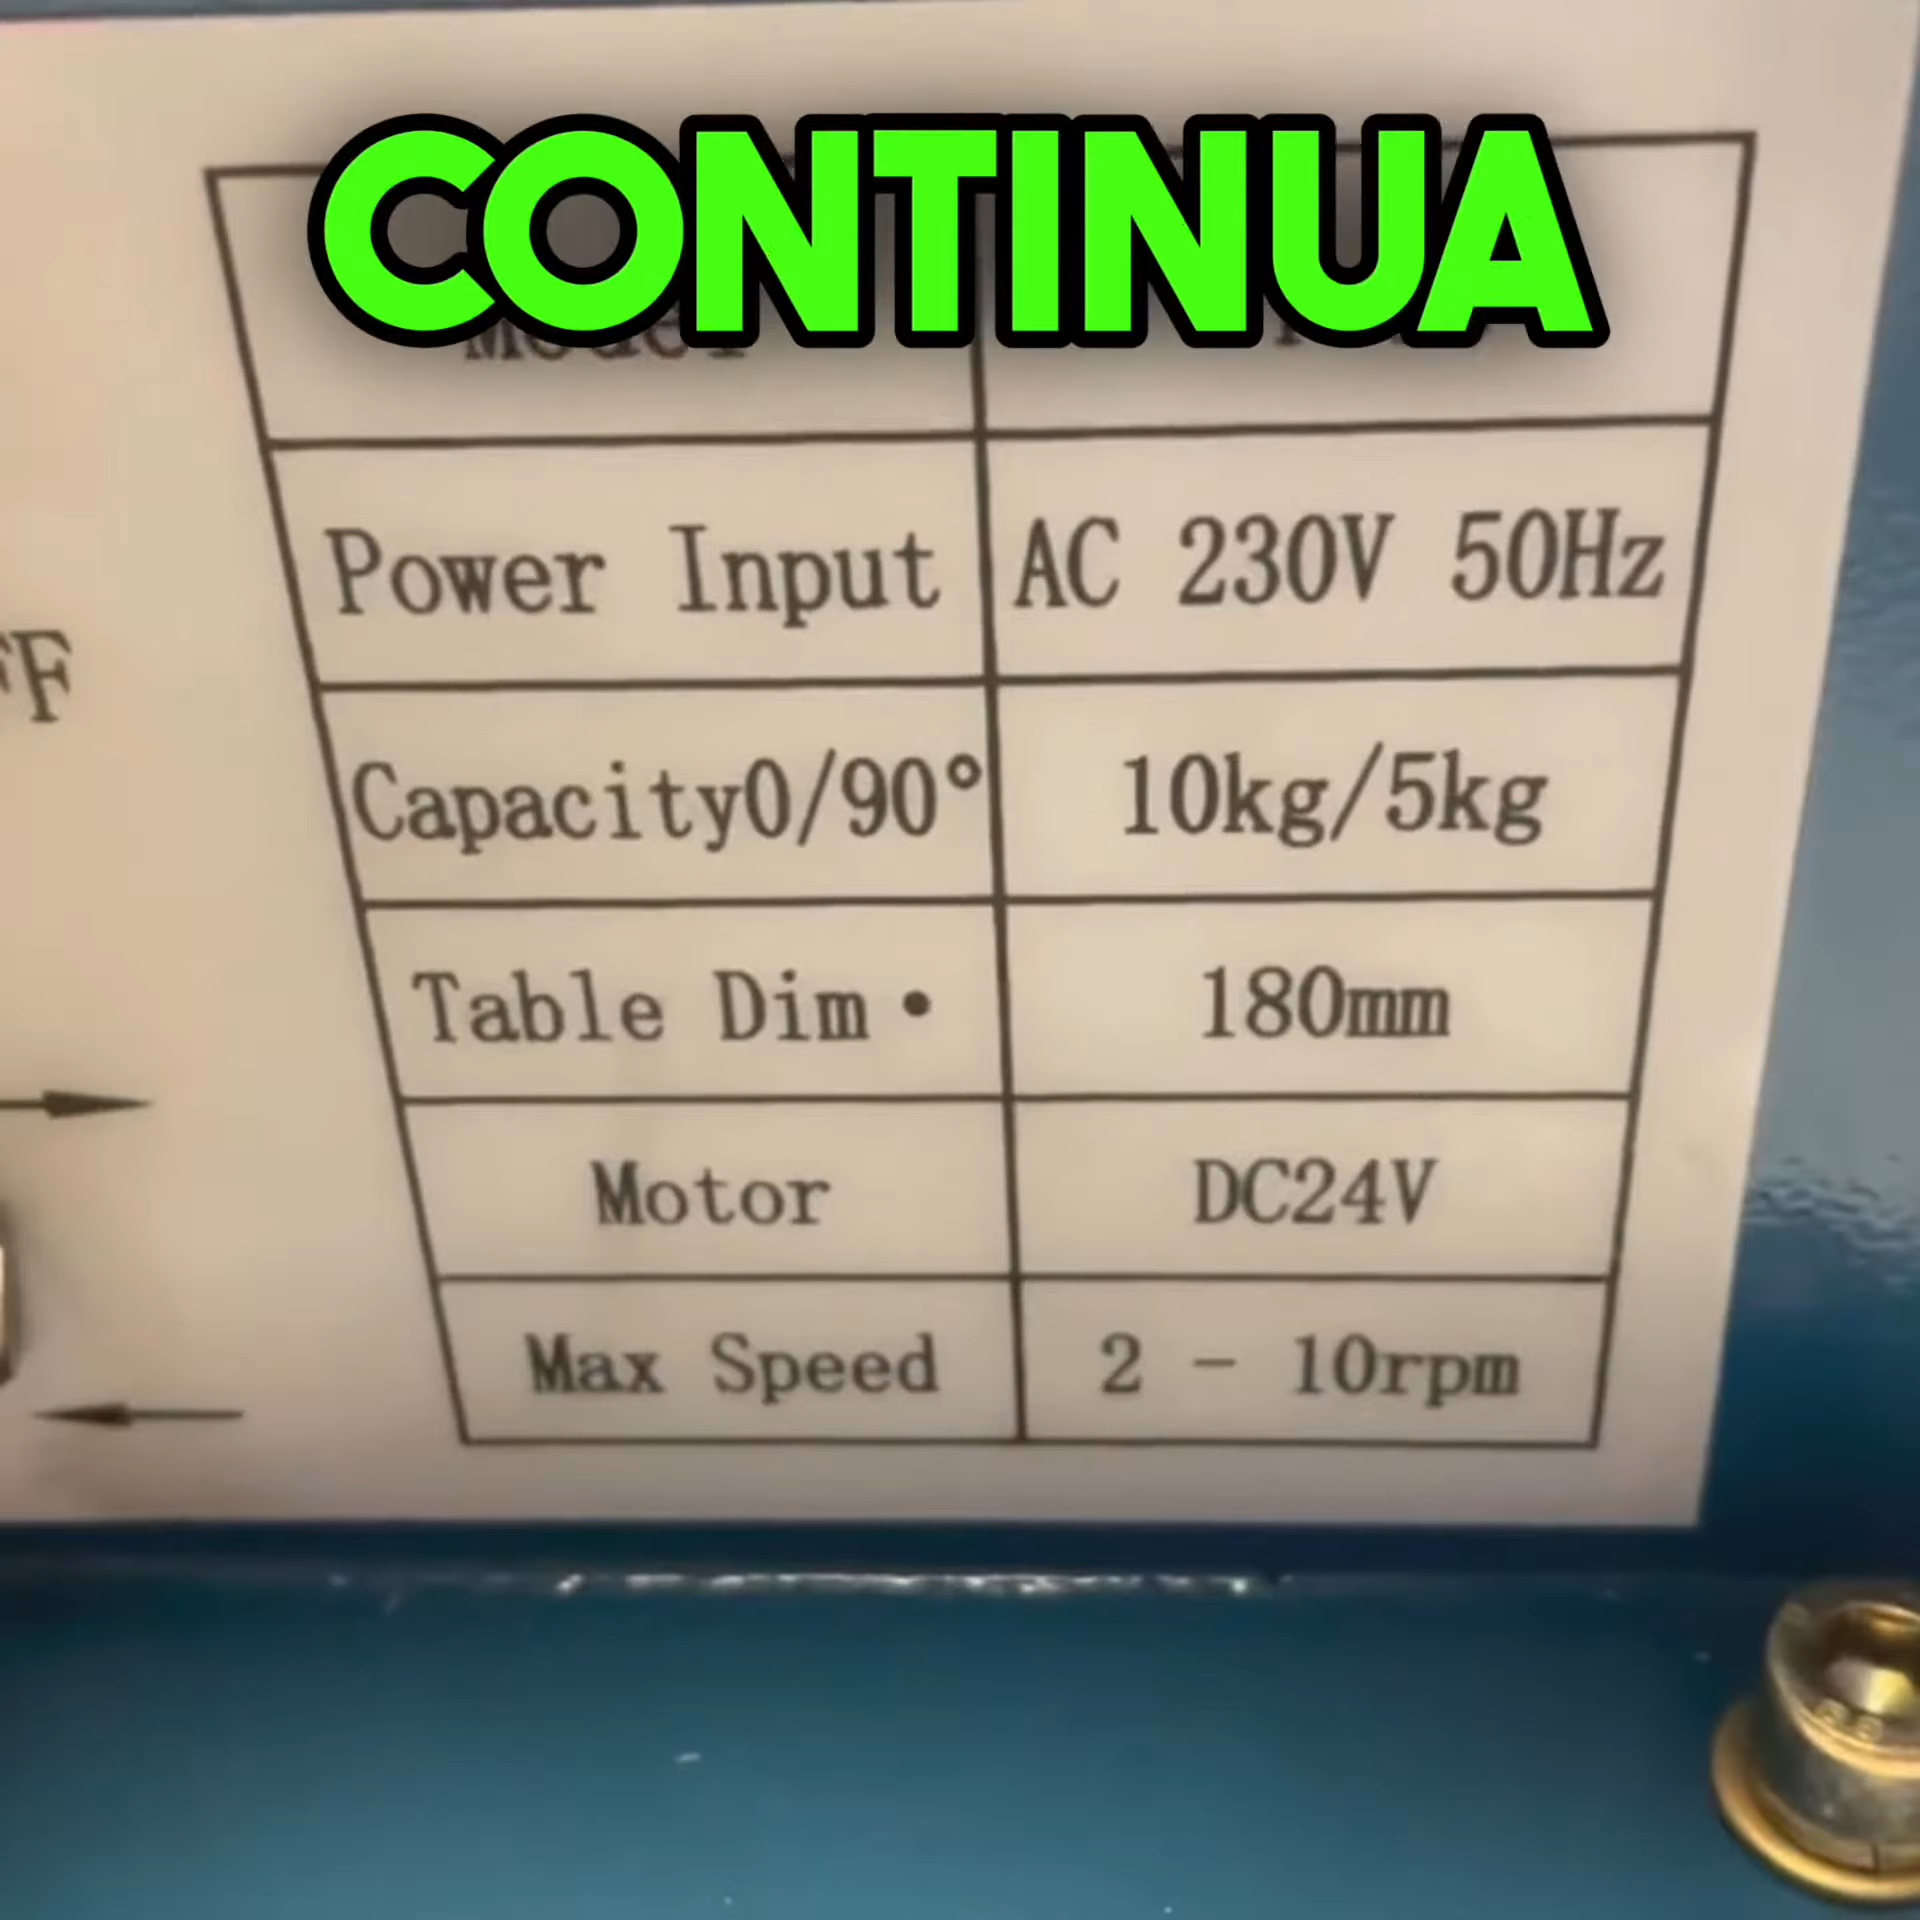 CONTINUA
Model
Power Input AC 230V 50Hz
Capacity0/90° 10kg/5kg
Table Dim. 180mm
Motor DC24V
Max Speed 2 - 10rpm